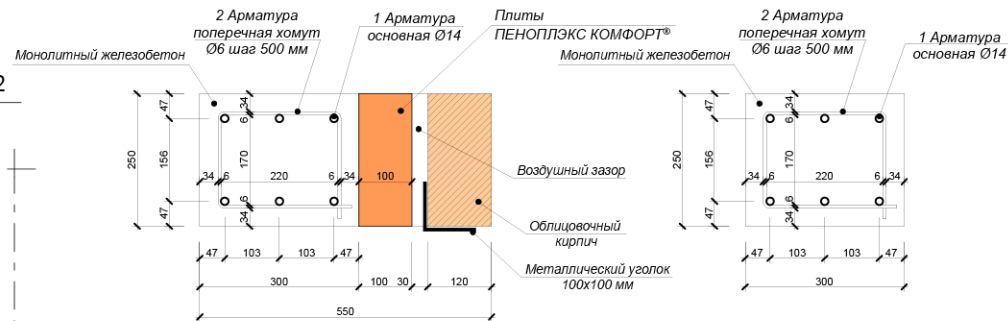 2 Арматура
поперечная хомут
Ø6 шаг 500 мм
1 Арматура
основная Ø14
Плиты
ПЕНОПЛЭКС КОМФОРТ®
Монолитный железобетон
2
47
156
47
250
34
6
170
6
34
34
6
220
6
34
100
Воздушный зазор
Облицовочный
кирпич
Металлический уголок
100х100 мм
47
103
103
47
300
100
30
120
550
2 Арматура
поперечная хомут
Ø6 шаг 500 мм
1 Арматура
основная Ø14
Монолитный железобетон
47
156
47
250
34
6
170
6
34
34
6
220
6
34
47
103
103
47
300